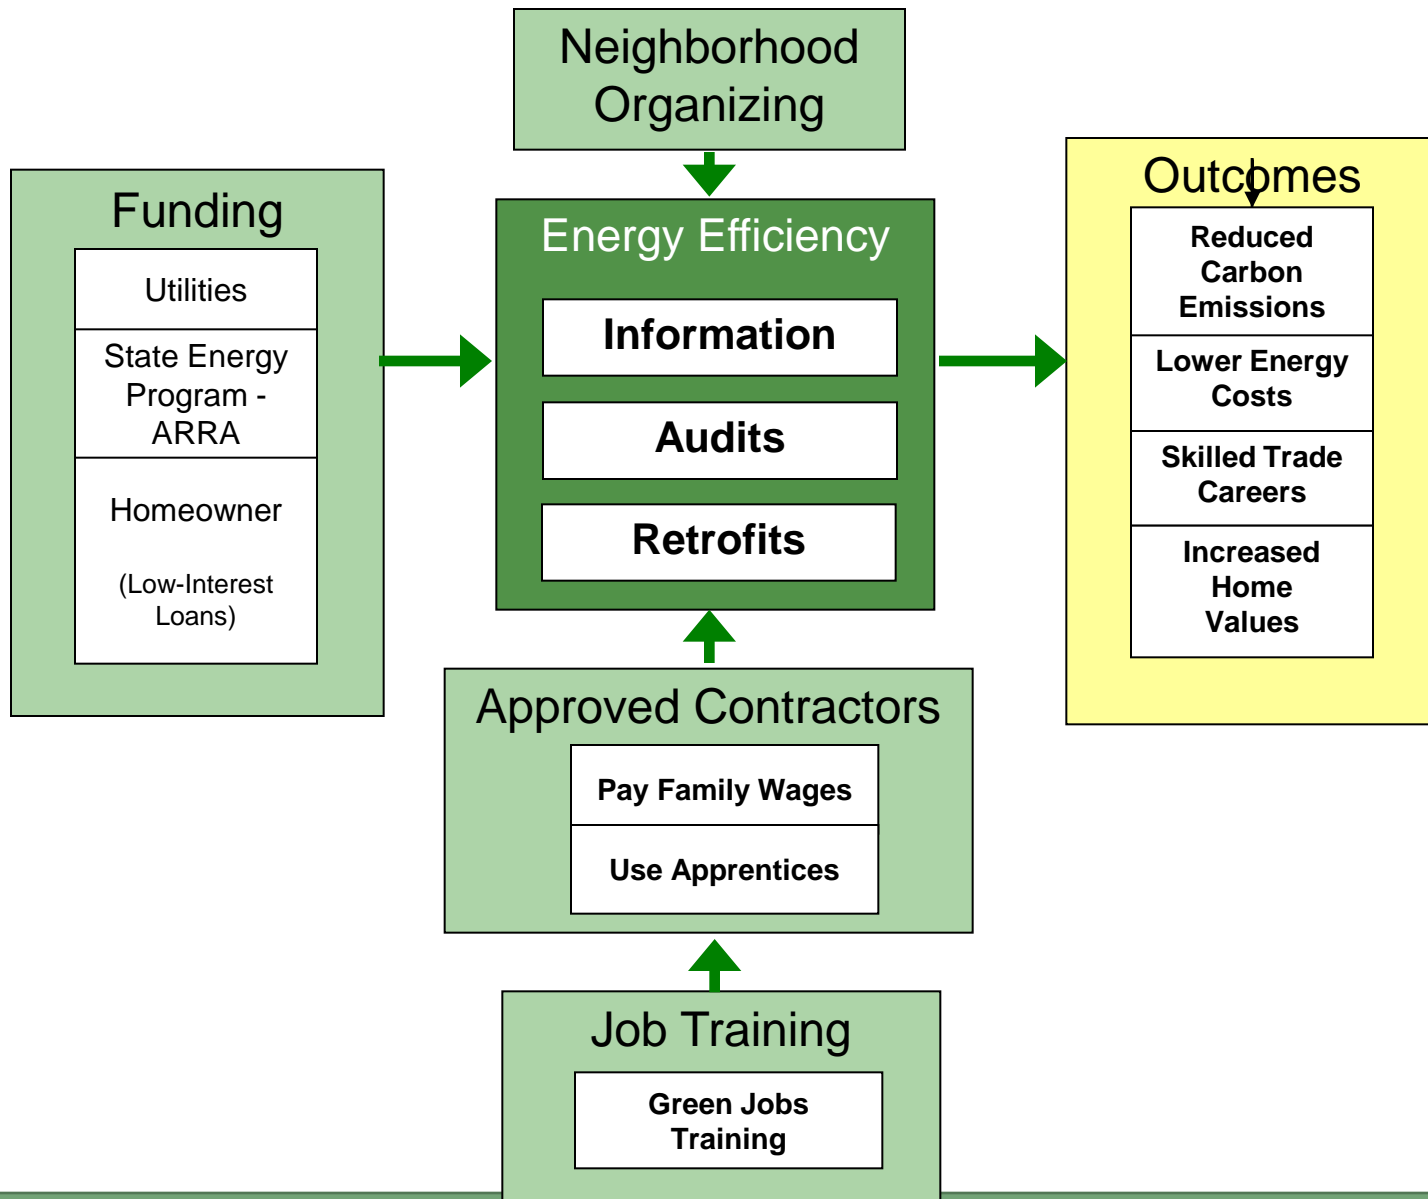 Neighborhood
Organizing
Funding
Utilities
State Energy
Program -
ARRA
Homeowner
(Low-Interest
Loans)
Energy Efficiency
Information
Audits
Retrofits
Outcomes
Reduced
Carbon
Emissions
Lower Energy
Costs
Skilled Trade
Careers
Increased
Home
Values
Approved Contractors
Pay Family Wages
Use Apprentices
Job Training
Green Jobs
Training